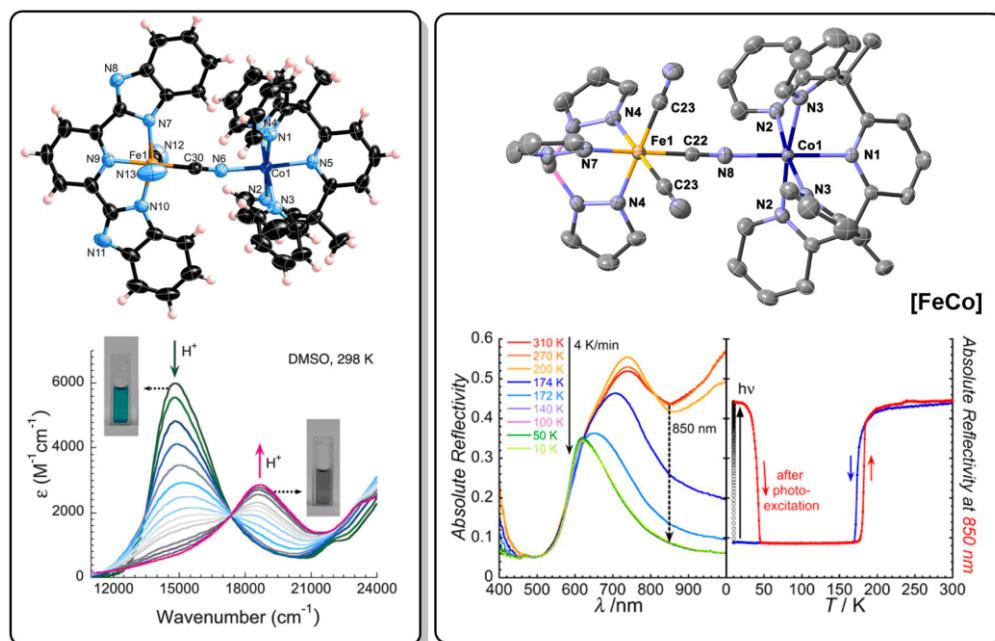 N8
N7
N12
Fe1
N9
C30
N6
N13
N10
N11
N4
N1
N5
Co1
N2
N3
H+
DMSO, 298 K
H+
6000
4000
2000
0
ε (M-1cm-1)
12000 15000 18000 21000 24000
Wavenumber (cm-1)
N4
C23
Fe1
N7
C22
N8
C23
N4
N3
N2
Co1
N1
N3
N2
[FeCo]
Absolute Reflectivity
0.6
0.5
0.4
0.3
0.2
0.1
0
310 K
270 K
200 K
174 K
172 K
140 K
100 K
50 K
10 K
4 K/min
850 nm
400 600 800
λ/nm
hν
after
photo-
excitation
0 50 100 150 200 250 300
T / K
Absolute Reflectivity at 850 nm